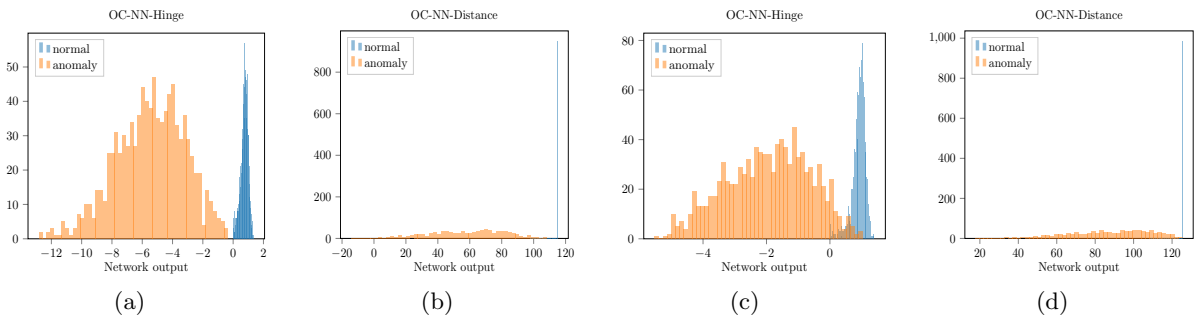 OC-NN-Hinge
normal
anomaly
50
40
30
20
10
0
−12 −10 −8 −6 −4 −2 0 2
Network output
(a)
OC-NN-Distance
normal
anomaly
800
600
400
200
0
−20 0 20 40 60 80 100 120
Network output
(b)
OC-NN-Hinge
normal
anomaly
80
60
40
20
0
−4 −2 0
Network output
(c)
OC-NN-Distance
normal
anomaly
1,000
800
600
400
200
0
20 40 60 80 100 120
Network output
(d)